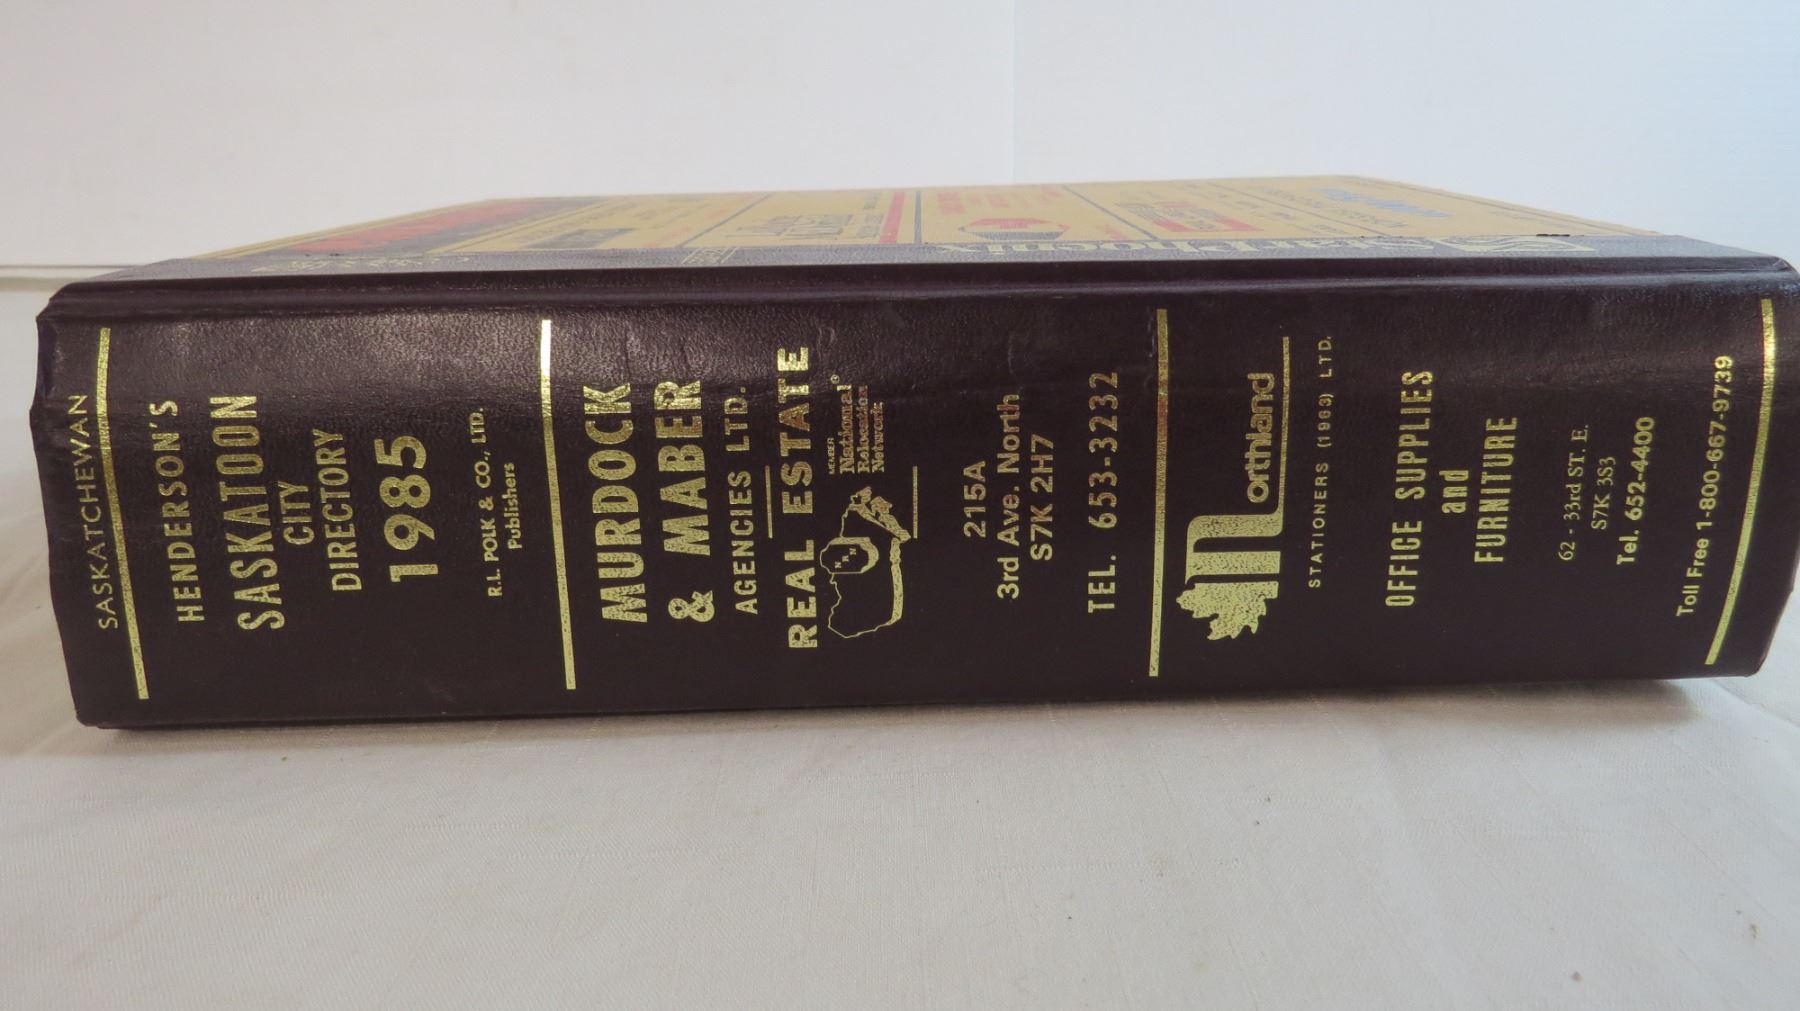 SASKATCHEWAN
HENDERSON'S
SASKATOON
CITY
DIRECTORY
1985
R.L. POLK & CO., LTD.
Publishers
MURDOCK
& MABER
AGENCIES LTD.
REAL ESTATE
MEMBER
National®
Relocation
Network
NRN
215A
3rd Ave. North
S7K 2H7
TEL. 653-3232
northland
STATIONERS (1963) LTD.
OFFICE SUPPLIES
and
FURNITURE
62 - 33rd ST. E.
S7K 3S3
Tel. 652-4400
Toll Free 1-800-667-9739
StarPhoenix